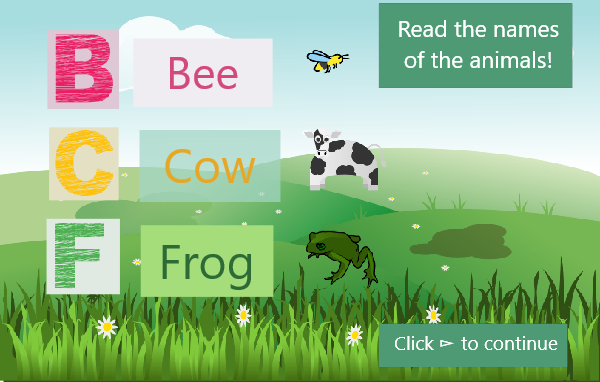 B
Bee
Read the names
of the animals!
C
Cow
F
Frog
Click ► to continue